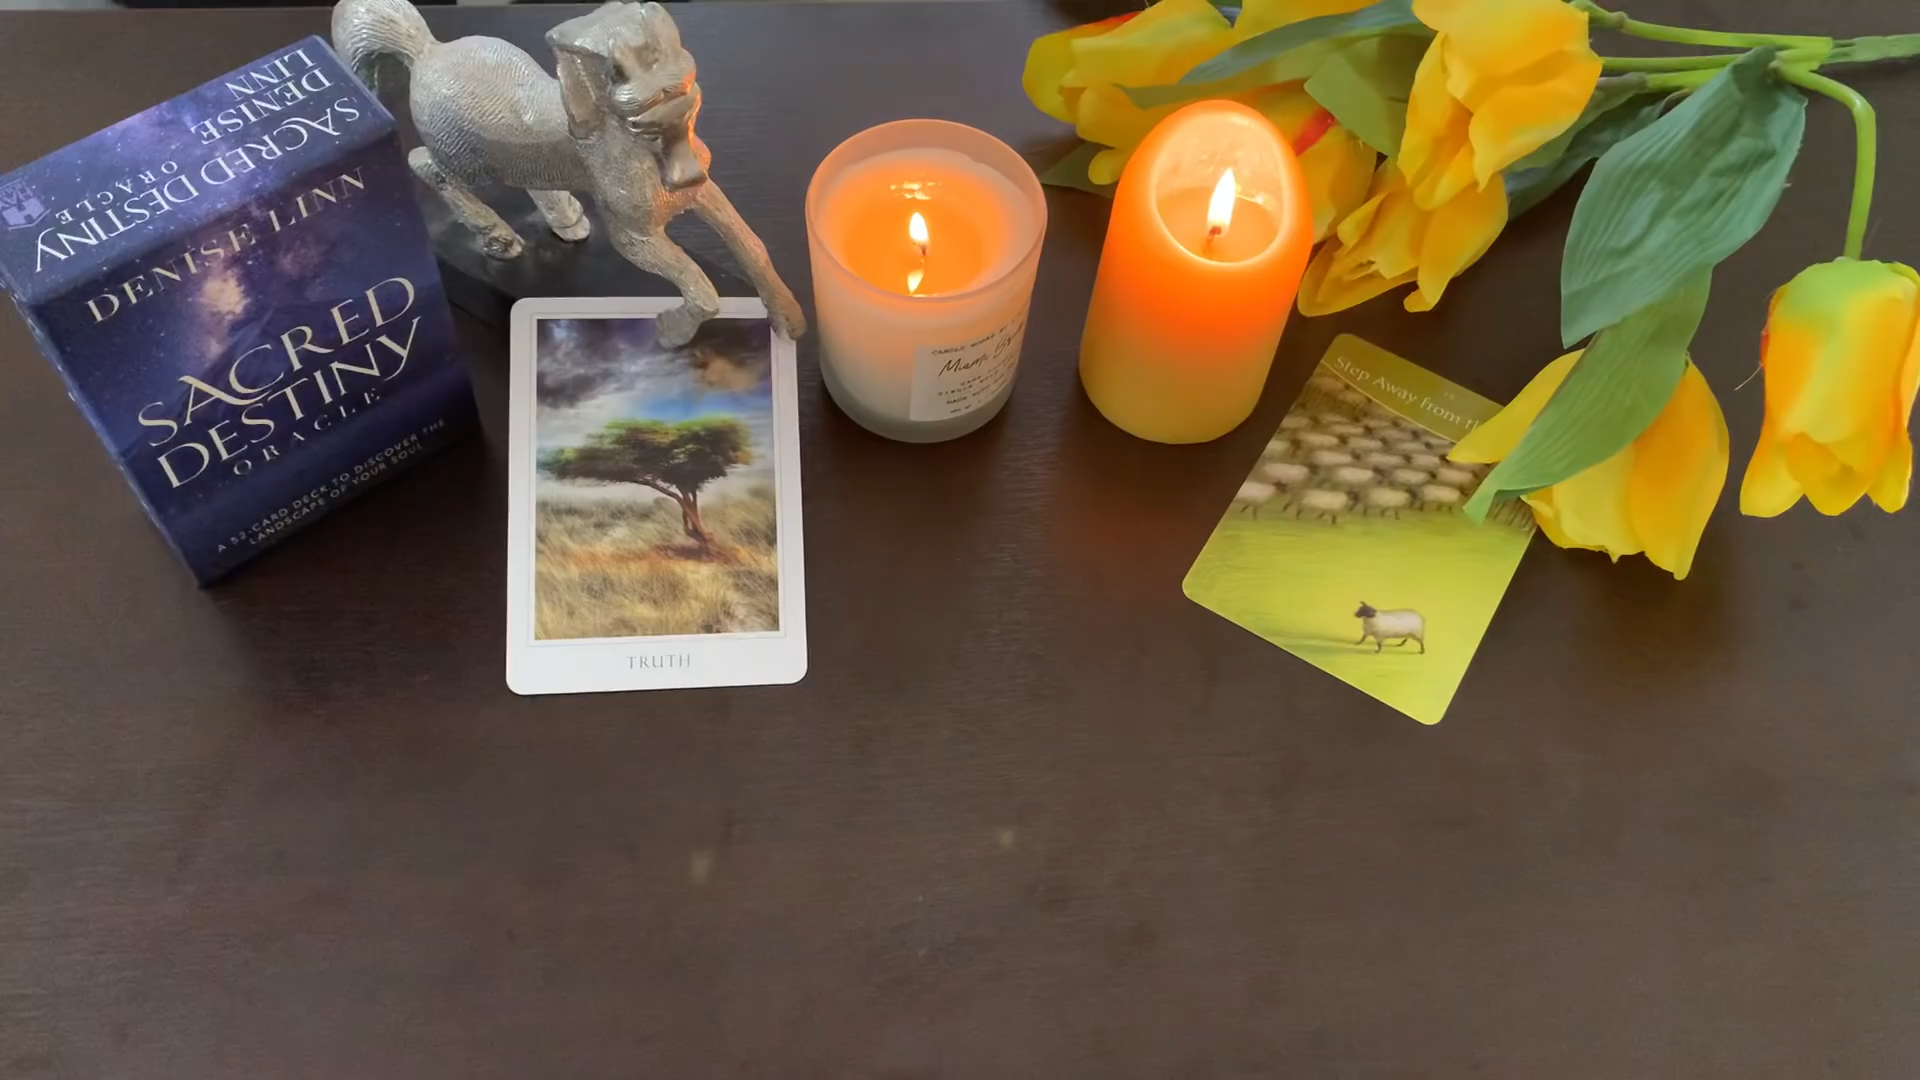 SACRED DESTINY
ORACLE
DENISE
LINN
DENISE LINN
SACRED
DESTINY
ORACLE
A 52-CARD DECK TO DISCOVER THE
LANDSCAPE OF YOUR SOUL
TRUTH
Miami
Step Away from